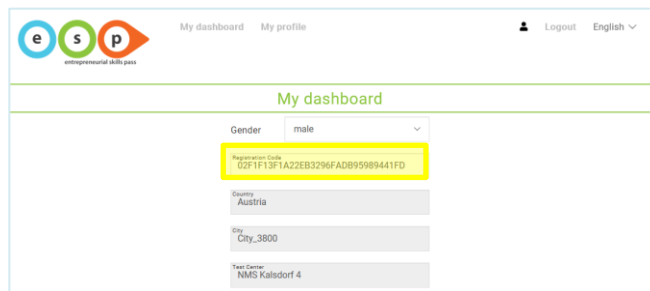 My dashboard My profile Logout English
e s p
entrepreneurial skills pass
My dashboard
Gender male
Registration Code
02F1F13F1A22EB3296FADB95989441FD
Country
Austria
City
City_3800
Test Center
NMS Kalsdorf 4